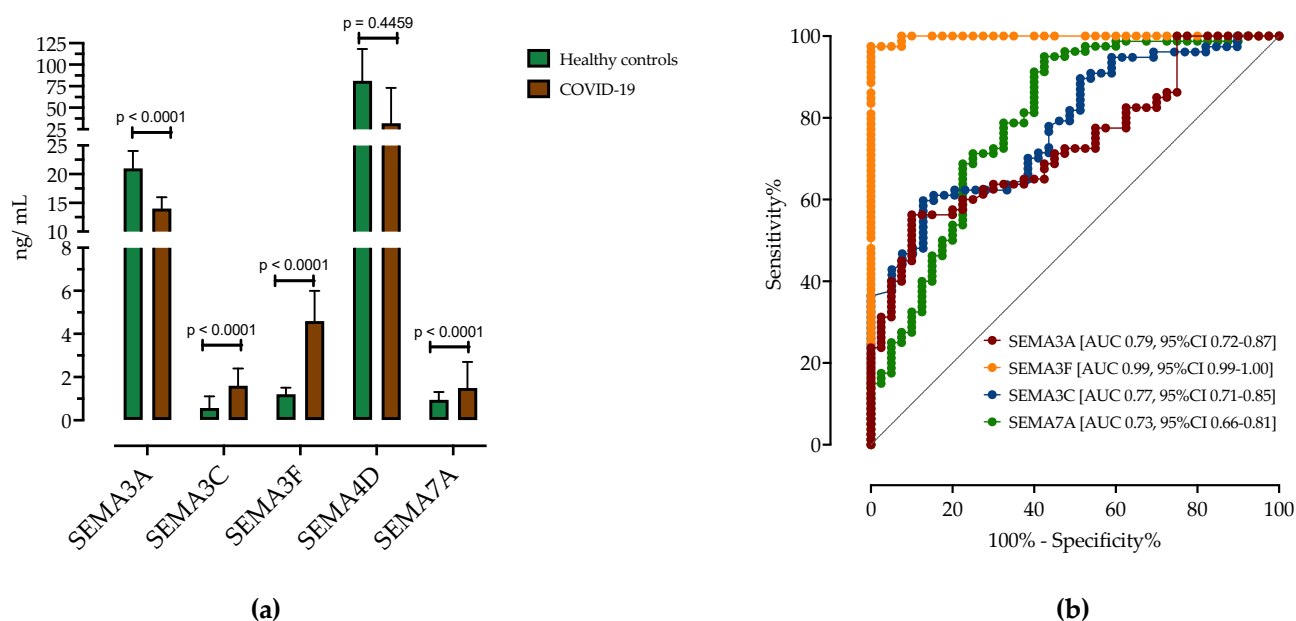 p = 0.4459
125
100
75
50
25
p < 0.0001
25
20
15
10
ng/ mL
p < 0.0001
8
6
4
2
0
p < 0.0001
p < 0.0001
Healthy controls
COVID-19
SEMA3A
SEMA3C
SEMA3F
SEMA4D
SEMA7A
(a)
100
80
60
40
20
0
Sensitivity%
SEMA3A [AUC 0.79, 95%CI 0.72-0.87]
SEMA3F [AUC 0.99, 95%CI 0.99-1.00]
SEMA3C [AUC 0.77, 95%CI 0.71-0.85]
SEMA7A [AUC 0.73, 95%CI 0.66-0.81]
0 20 40 60 80 100
100% - Specificity%
(b)